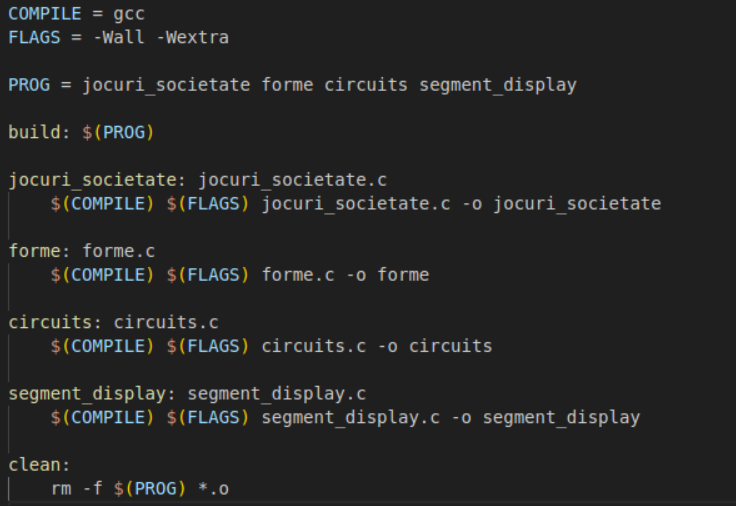 COMPILE = gcc
FLAGS = -Wall -Wextra
PROG = jocuri_societate forme circuits segment_display
build: $(PROG)
jocuri_societate: jocuri_societate.c
$(COMPILE) $(FLAGS) jocuri_societate.c -o jocuri_societate
forme: forme.c
$(COMPILE) $(FLAGS) forme.c -o forme
circuits: circuits.c
$(COMPILE) $(FLAGS) circuits.c -o circuits
segment_display: segment_display.c
$(COMPILE) $(FLAGS) segment_display.c -o segment_display
clean:
rm -f $(PROG) *.o